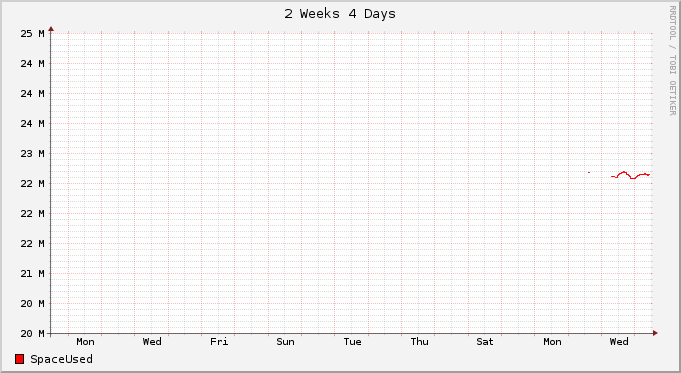 2 Weeks 4 Days
RRDTOOL / TOBI OETIKER
25 M
24 M
24 M
24 M
23 M
22 M
22 M
22 M
21 M
20 M
20 M
Mon Wed Fri Sun Tue Thu Sat Mon Wed
SpaceUsed